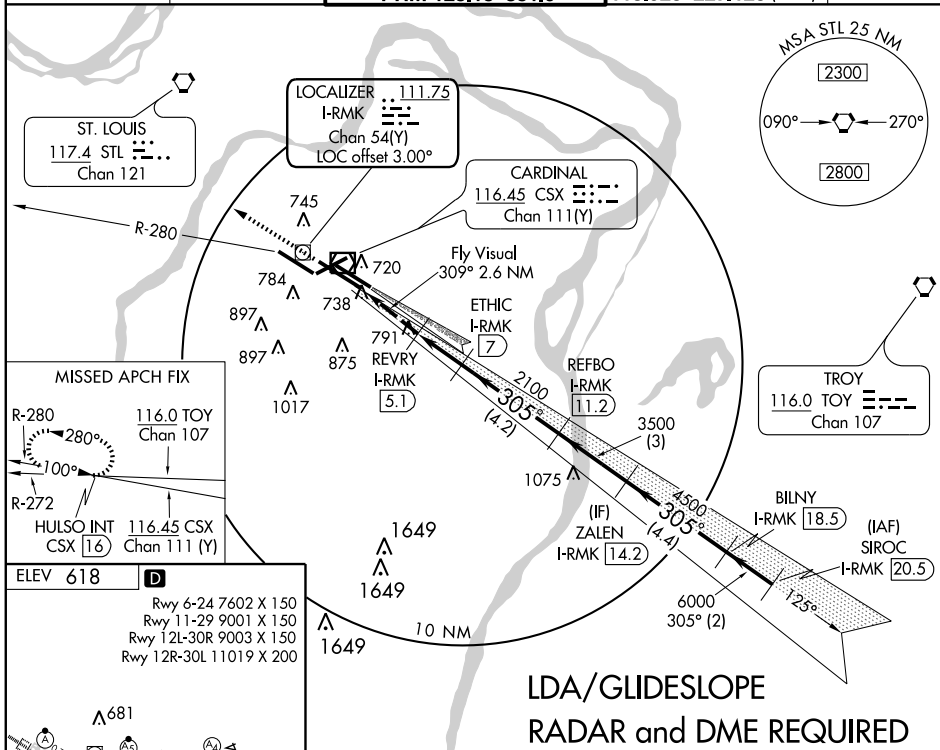 MSA STL 25 NM
2300
090°
270°
2800
LOCALIZER 111.75
I-RMK
Chan 54(Y)
LOC offset 3.00°
ST. LOUIS
117.4 STL
Chan 121
CARDINAL
116.45 CSX
Chan 111(Y)
R-280
745
720
Fly Visual
309° 2.6 NM
784
738
ETHIC
I-RMK
7
897
897
791
875
REVRY
I-RMK
5.1
1017
2100
305°
(4.2)
REFBO
I-RMK
11.2
3500
(3)
TROY
116.0 TOY
Chan 107
1075
MISSED APCH FIX
R-280
280°
100°
R-272
116.0 TOY
Chan 107
HULSO INT
CSX 16
116.45 CSX
Chan 111 (Y)
4500
305°
(4.4)
(IF)
ZALEN
I-RMK 14.2
BILNY
I-RMK 18.5
(IAF)
SIROC
I-RMK 20.5
125°
6000
305° (2)
1649
1649
1649
10 NM
ELEV 618
D
Rwy 6-24 7602 X 150
Rwy 11-29 9001 X 150
Rwy 12L-30R 9003 X 150
Rwy 12R-30L 11019 X 200
681
A
A5
A4
LDA/GLIDESLOPE
RADAR and DME REQUIRED